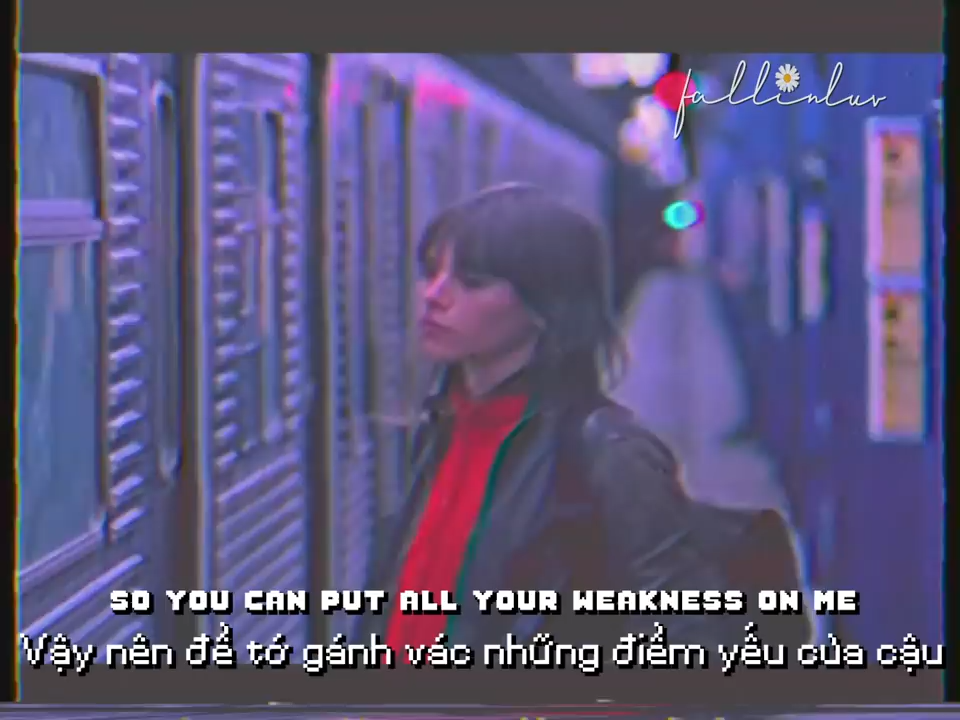 fallinluv
SO YOU CAN PUT ALL YOUR WEAKNESS ON ME
Vậy nên để tớ gánh vác những điểm yếu của cậu